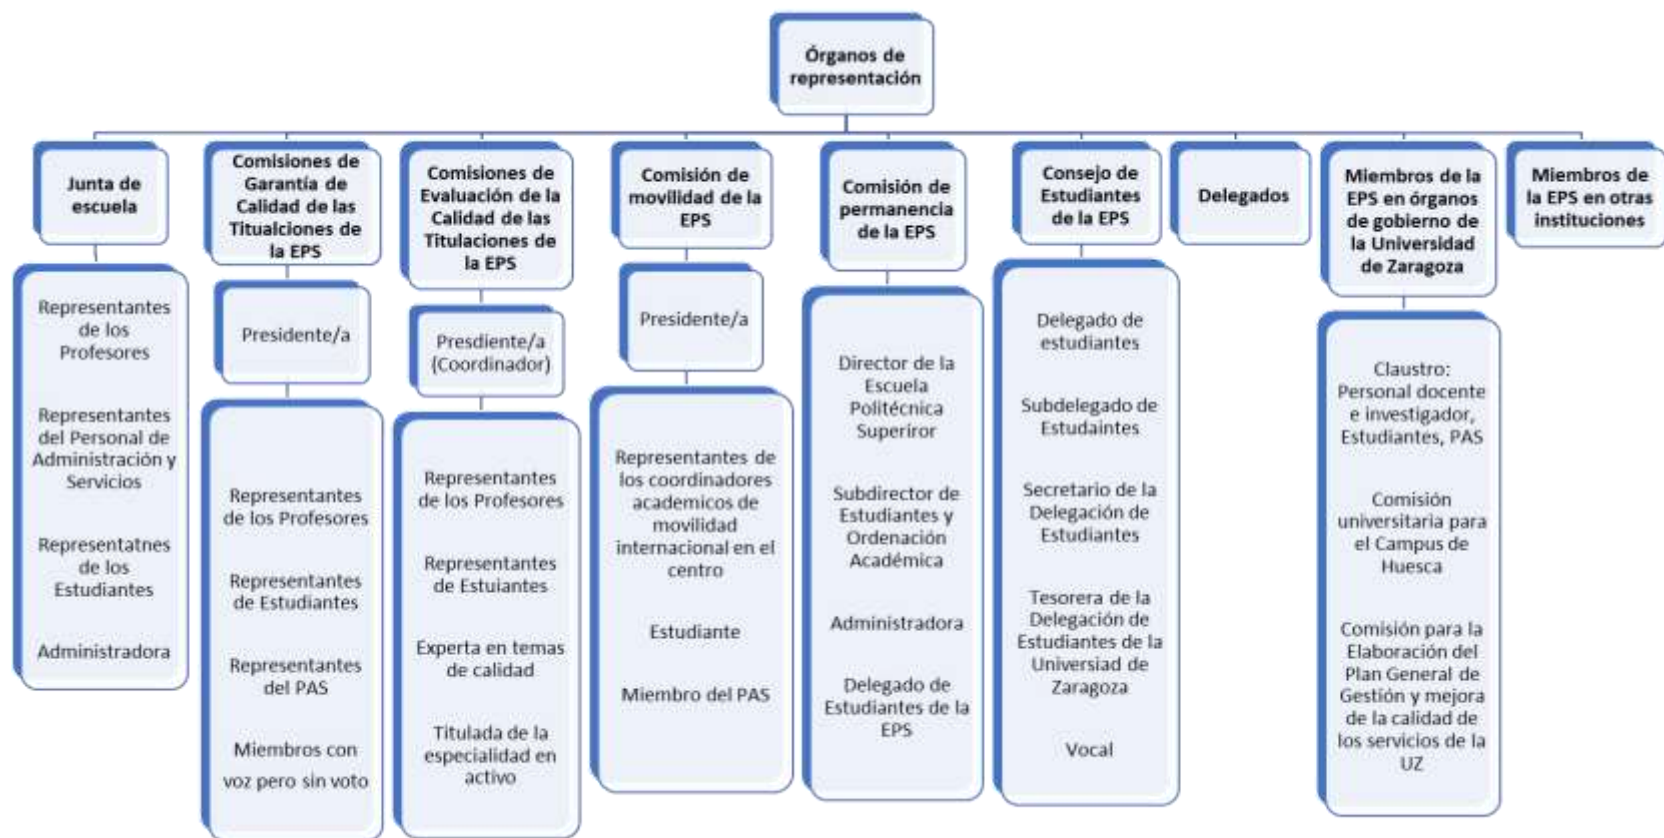 Órganos de
representación
Junta de
escuela
Representantes
de los
Profesores
Representantes
del Personal de
Administración y
Servicios
Representatnes
de los
Estudiantes
Administradora
Comisiones de
Garantía de
Calidad de las
Titualciones de
la EPS
Presidente/a
Representantes
de los Profesores
Representantes
de Estudiantes
Representantes
del PAS
Miembros con
voz pero sin voto
Comisiones de
Evaluación de la
Calidad de las
Titulaciones de
la EPS
Presdiente/a
(Coordinador)
Representantes
de los Profesores
Representantes
de Estuiantes
Experta en temas
de calidad
Titulada de la
especialidad en
activo
Comisión de
movilidad de la
EPS
Presidente/a
Representantes de
los coordinadores
academicos de
movilidad
internacional en el
centro
Estudiante
Miembro del PAS
Comisión de
permanencia
de la EPS
Director de la
Escuela
Politécnica
Superiror
Subdirector de
Estudiantes y
Ordenación
Académica
Administradora
Delegado de
Estudiantes de la
EPS
Consejo de
Estudiantes
de la EPS
Delegado de
estudiantes
Subdelegado de
Estudaintes
Secretario de la
Delegación de
Estudiantes
Tesorera de la
Delegación de
Estudiantes de la
Universiad de
Zaragoza
Vocal
Delegados
Miembros de la
EPS en órganos
de gobierno de
la Universidad
de Zaragoza
Claustro:
Personal docente
e investigador,
Estudiantes, PAS
Comisión
universitaria para
el Campus de
Huesca
Comisión para la
Elaboración del
Plan General de
Gestión y mejora
de la calidad de
los servicios de la
UZ
Miembros de
la EPS en otras
instituciones